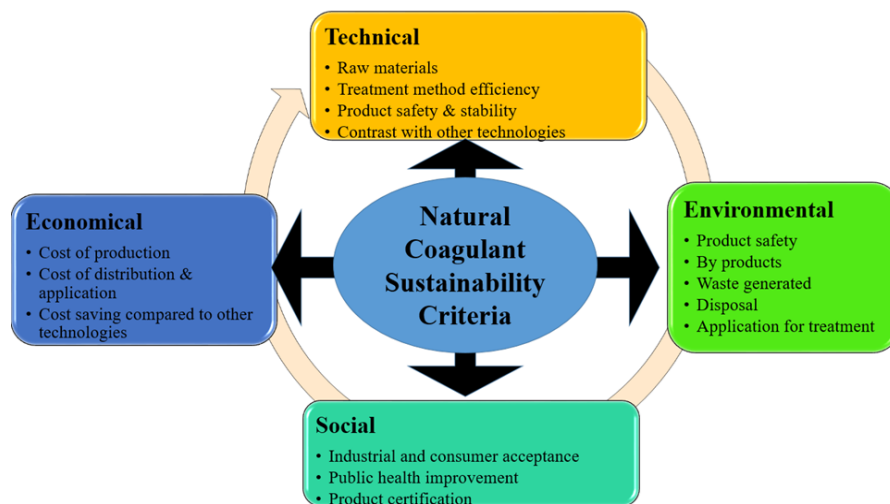 Technical
• Raw materials
• Treatment method efficiency
• Product safety & stability
• Contrast with other technologies
Economical
• Cost of production
• Cost of distribution &
application
• Cost saving compared to other
technologies
Natural
Coagulant
Sustainability
Criteria
Environmental
• Product safety
• By products
• Waste generated
• Disposal
• Application for treatment
Social
• Industrial and consumer acceptance
• Public health improvement
• Product certification